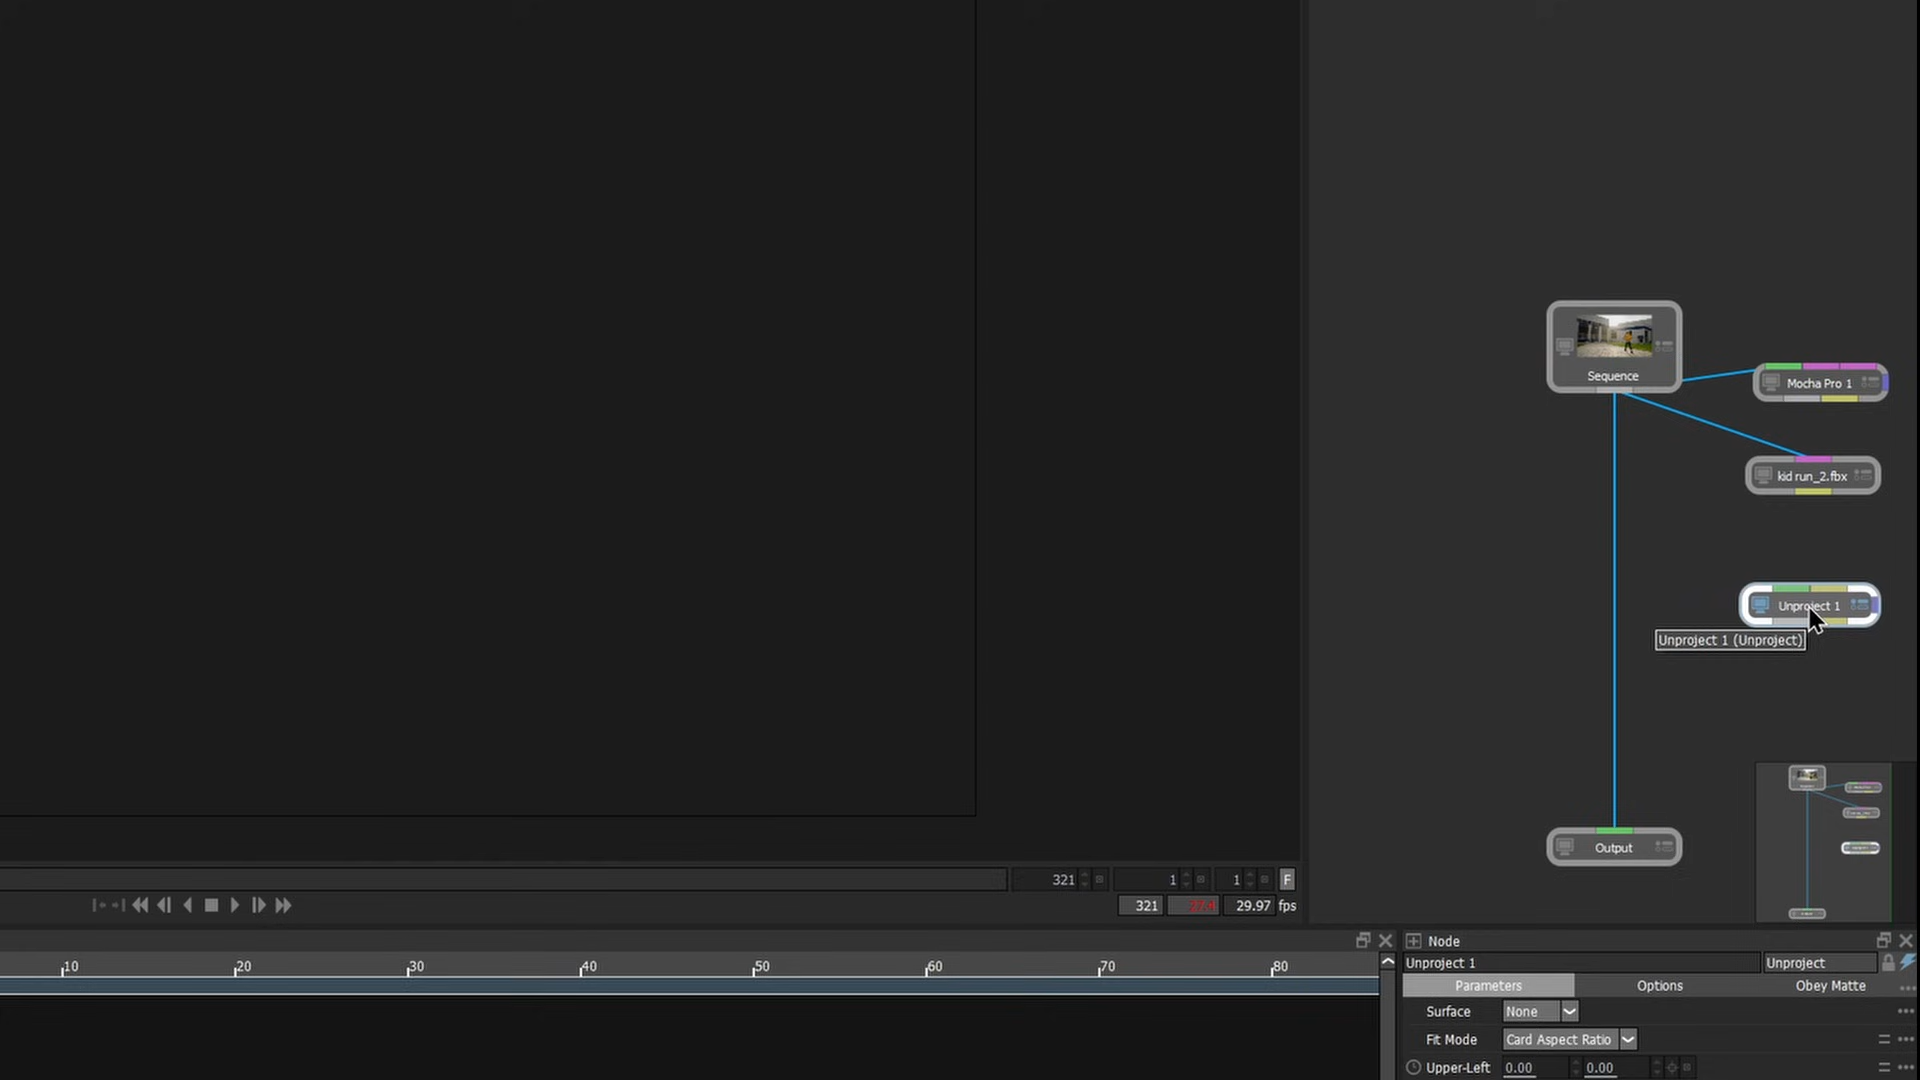 Sequence
Mocha Pro 1
kid run_2.fbx
Unproject 1
Unproject 1 (Unproject)
Output
321 1 1 F
321 29.97 fps
Node
10 20 30 40 50 60 70 80
Unproject 1 Unproject
Parameters Options Obey Matte
Surface None
Fit Mode Card Aspect Ratio
Upper-Left 0.00 0.00